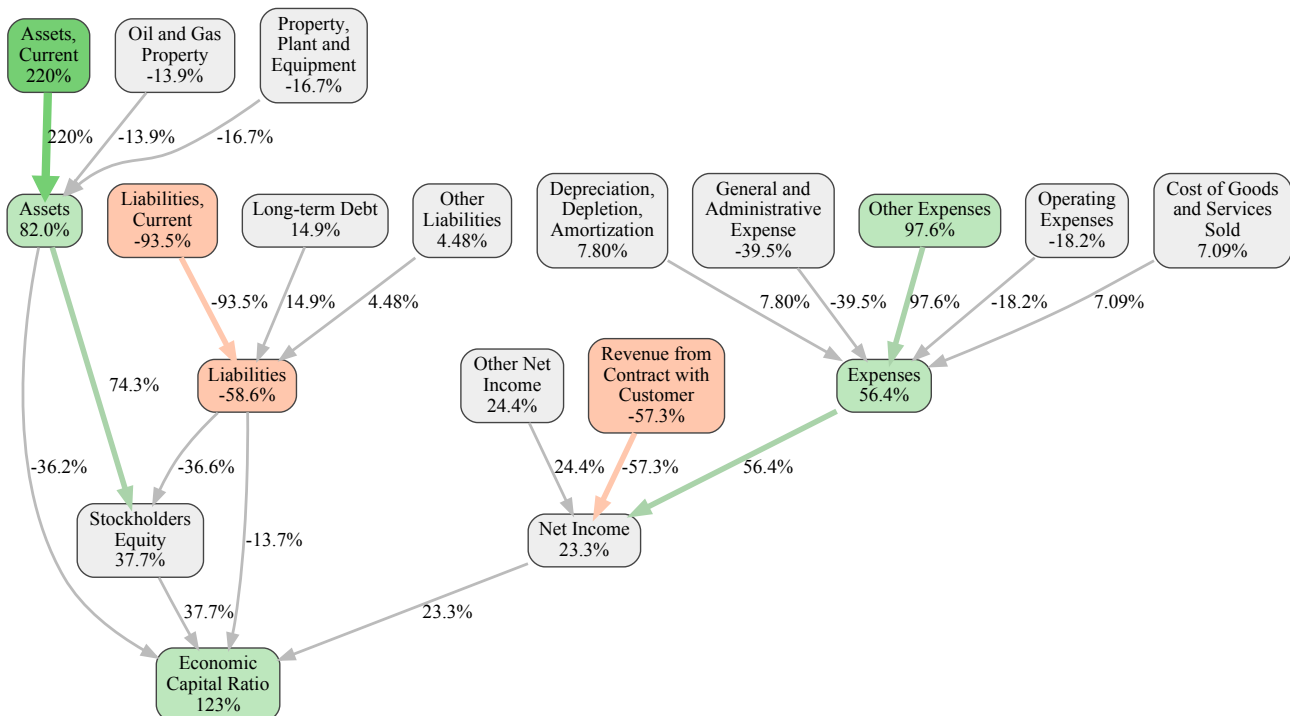 Assets,
Current
220%
Oil and Gas
Property
-13.9%
Property,
Plant and
Equipment
-16.7%
220%
-13.9%
-16.7%
Assets
82.0%
Liabilities,
Current
-93.5%
Long-term Debt
14.9%
Other
Liabilities
4.48%
Depreciation,
Depletion,
Amortization
7.80%
General and
Administrative
Expense
-39.5%
Other Expenses
97.6%
Operating
Expenses
-18.2%
Cost of Goods
and Services
Sold
7.09%
-93.5%
14.9%
4.48%
7.80%
-39.5%
97.6%
-18.2%
7.09%
74.3%
Liabilities
-58.6%
Other Net
Income
24.4%
Revenue from
Contract with
Customer
-57.3%
Expenses
56.4%
-36.2%
-36.6%
-13.7%
24.4%
-57.3%
56.4%
Stockholders
Equity
37.7%
Net Income
23.3%
37.7%
23.3%
Economic
Capital Ratio
123%